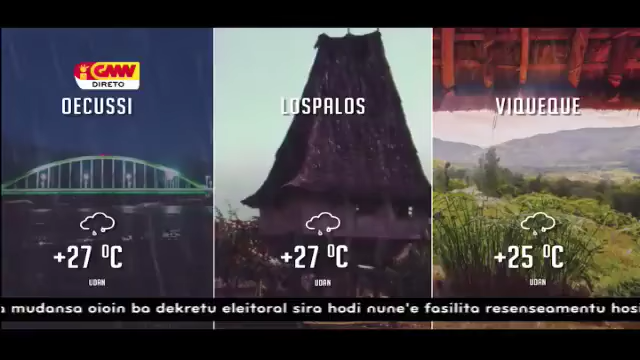 GMN
DIRETO
OECUSSI
LOSPALOS
VIQUEQUE
+27 ºC
+27 ºC
+25 ºC
UDAN
UDAN
UDAN
mudansa oioin ba dekretu eleitoral sira hodi nune'e fasilita resenseamentu